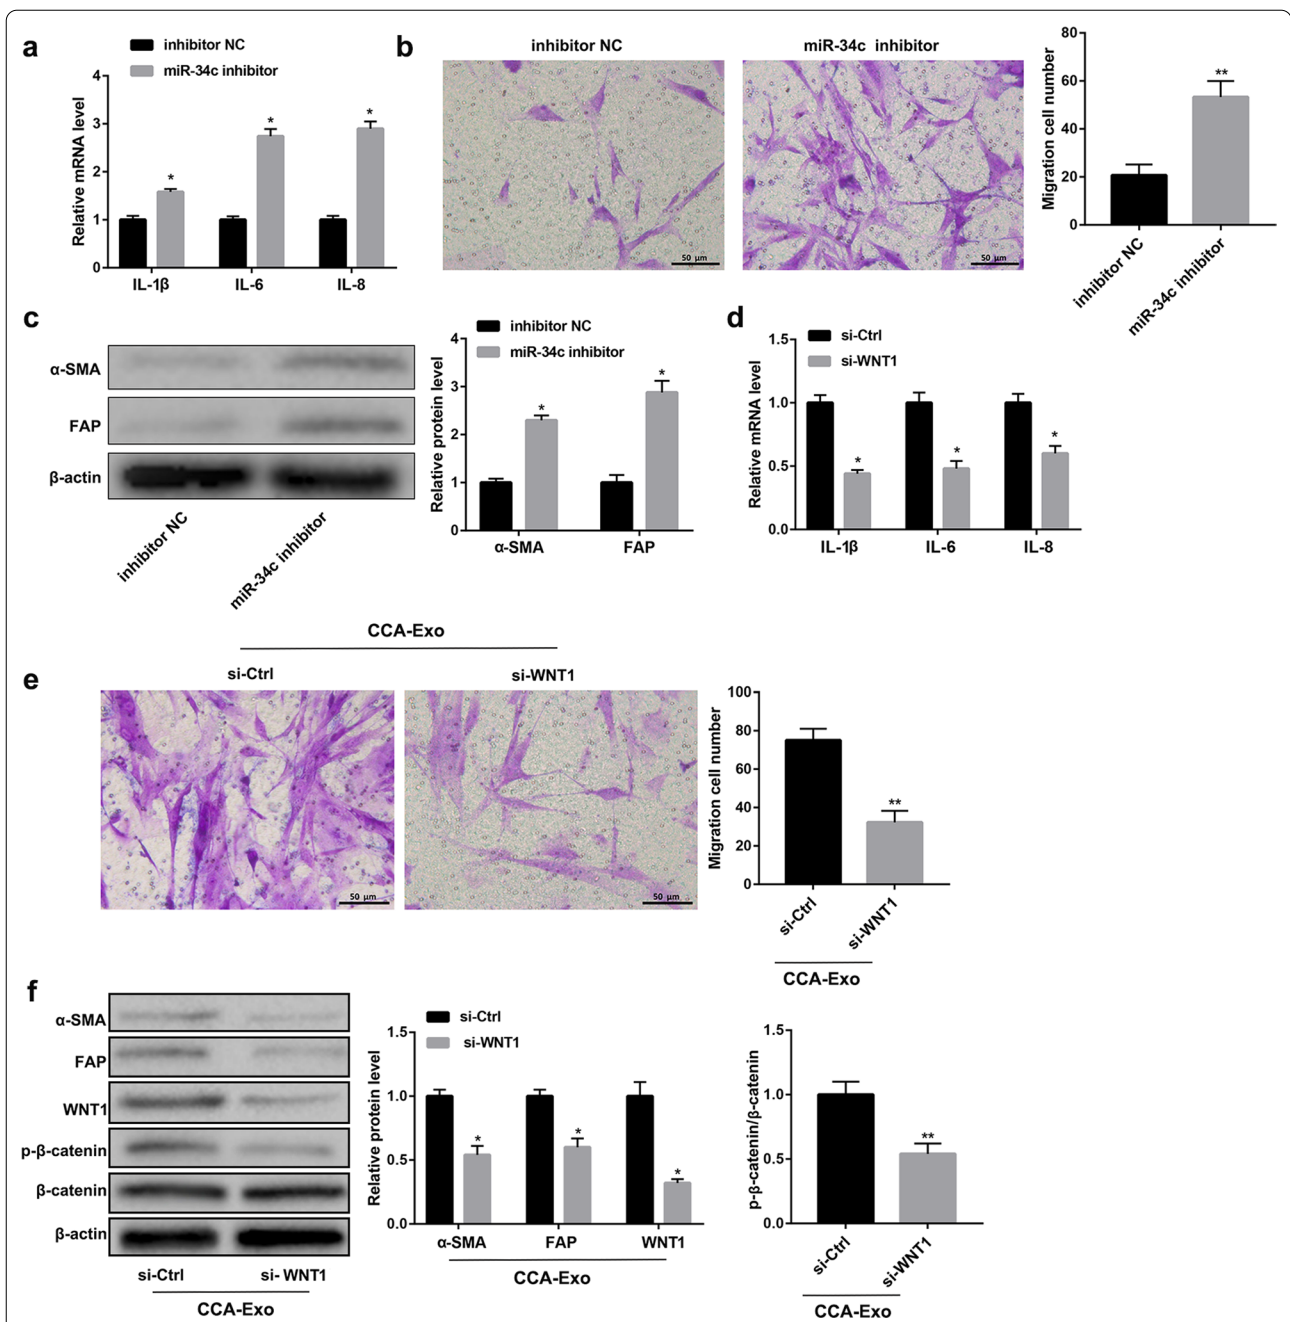 a
inhibitor NC
miR-34c inhibitor
Relative mRNA level
4
3
2
1
0
*
*
*
IL-1β
IL-6
IL-8
b
inhibitor NC
miR-34c inhibitor
50 μm
50 μm
Migration cell number
80
60
40
20
0
**
inhibitor NC
miR-34c inhibitor
c
α-SMA
FAP
β-actin
inhibitor NC
miR-34c inhibitor
inhibitor NC
miR-34c inhibitor
Relative protein level
4
3
2
1
0
*
*
α-SMA
FAP
d
si-Ctrl
si-WNT1
Relative mRNA level
1.5
1.0
0.5
0.0
*
*
*
IL-1β
IL-6
IL-8
CCA-Exo
e
si-Ctrl
si-WNT1
50 μm
50 μm
Migration cell number
100
80
60
40
20
0
**
si-Ctrl
si-WNT1
CCA-Exo
f
α-SMA
FAP
WNT1
p-β-catenin
β-catenin
β-actin
si-Ctrl
si- WNT1
CCA-Exo
si-Ctrl
si-WNT1
Relative protein level
1.5
1.0
0.5
0.0
*
*
*
α-SMA
FAP
WNT1
CCA-Exo
p-β-catenin/β-catenin
1.5
1.0
0.5
0.0
**
si-Ctrl
si-WNT1
CCA-Exo